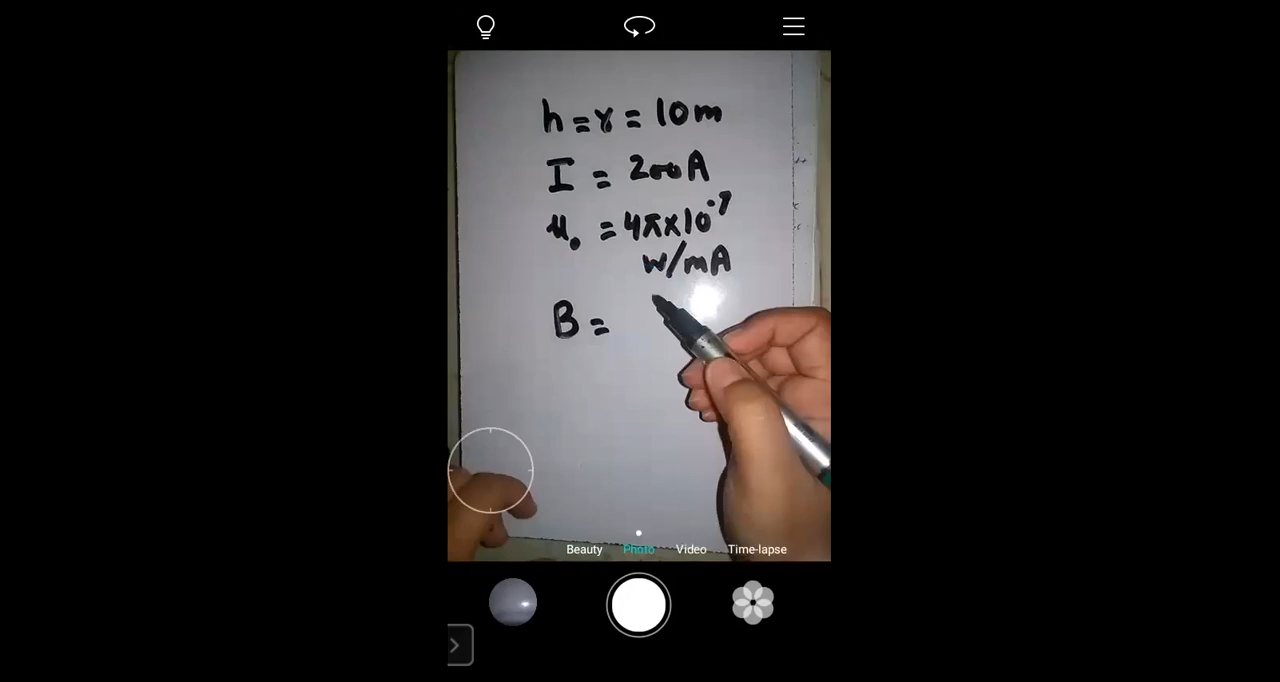 h = r = 10m
I = 200A
μ₀ = 4π×10⁻⁷
W/mA
B =
Beauty Photo Video Time-lapse